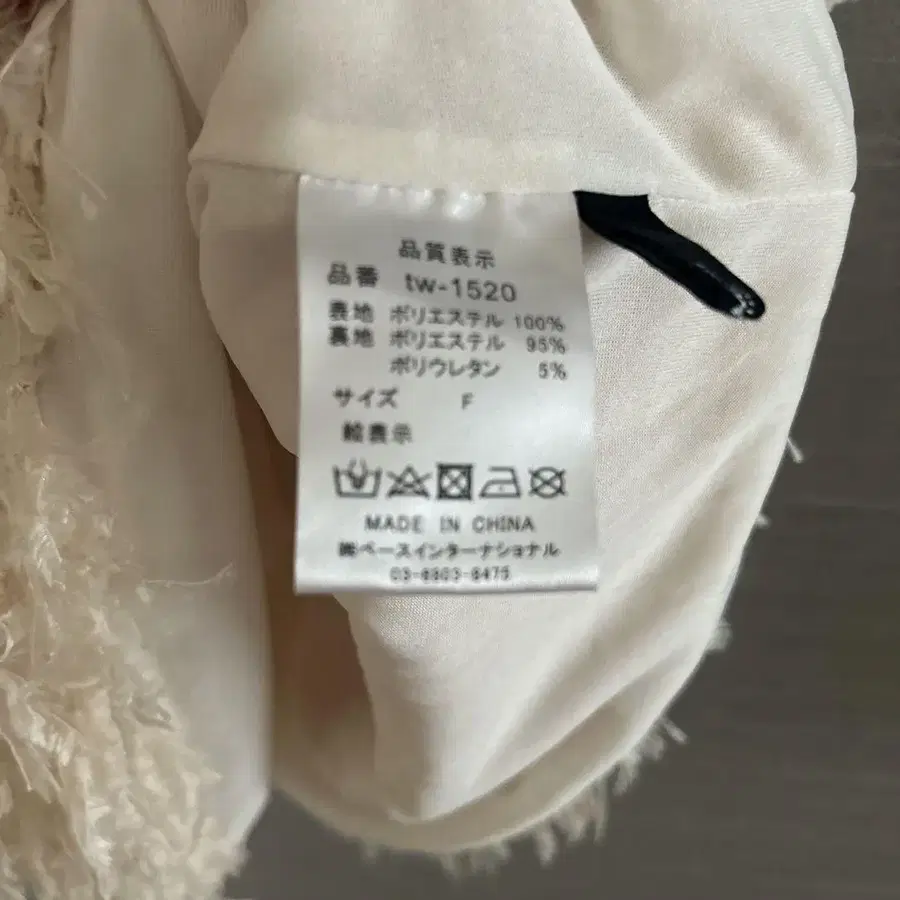 品質表示
品番 tw-1520
表地 ポリエステル 100%
裏地 ポリエステル 95%
ポリウレタン 5%
サイズ F
絵表示
MADE IN CHINA
㈱ベースインターナショナル
03-6803-8475